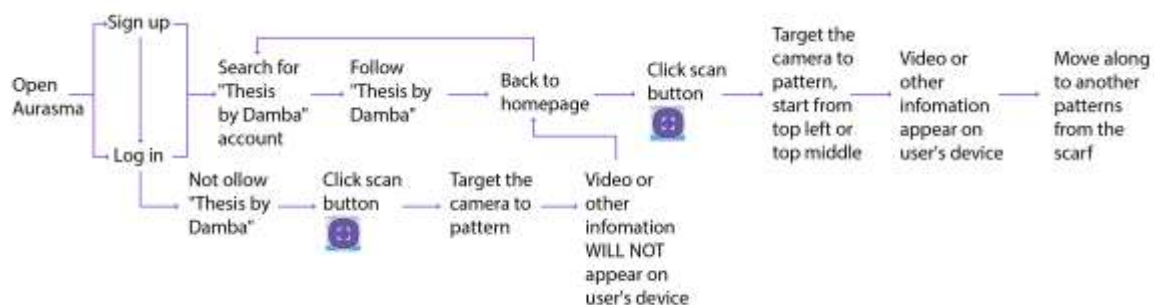 Open
Aurasma
Sign up
Log in
Search for
"Thesis
by Damba"
account
Follow
"Thesis by
Damba"
Back to
homepage
Click scan
button
Target the
camera to
pattern,
start from
top left or
top middle
Video or
other
infomation
appear on
user's device
Move along
to another
patterns
from the
scarf
Not ollow
"Thesis by
Damba"
Click scan
button
Target the
camera to
pattern
Video or
other
infomation
WILL NOT
appear on
user's device